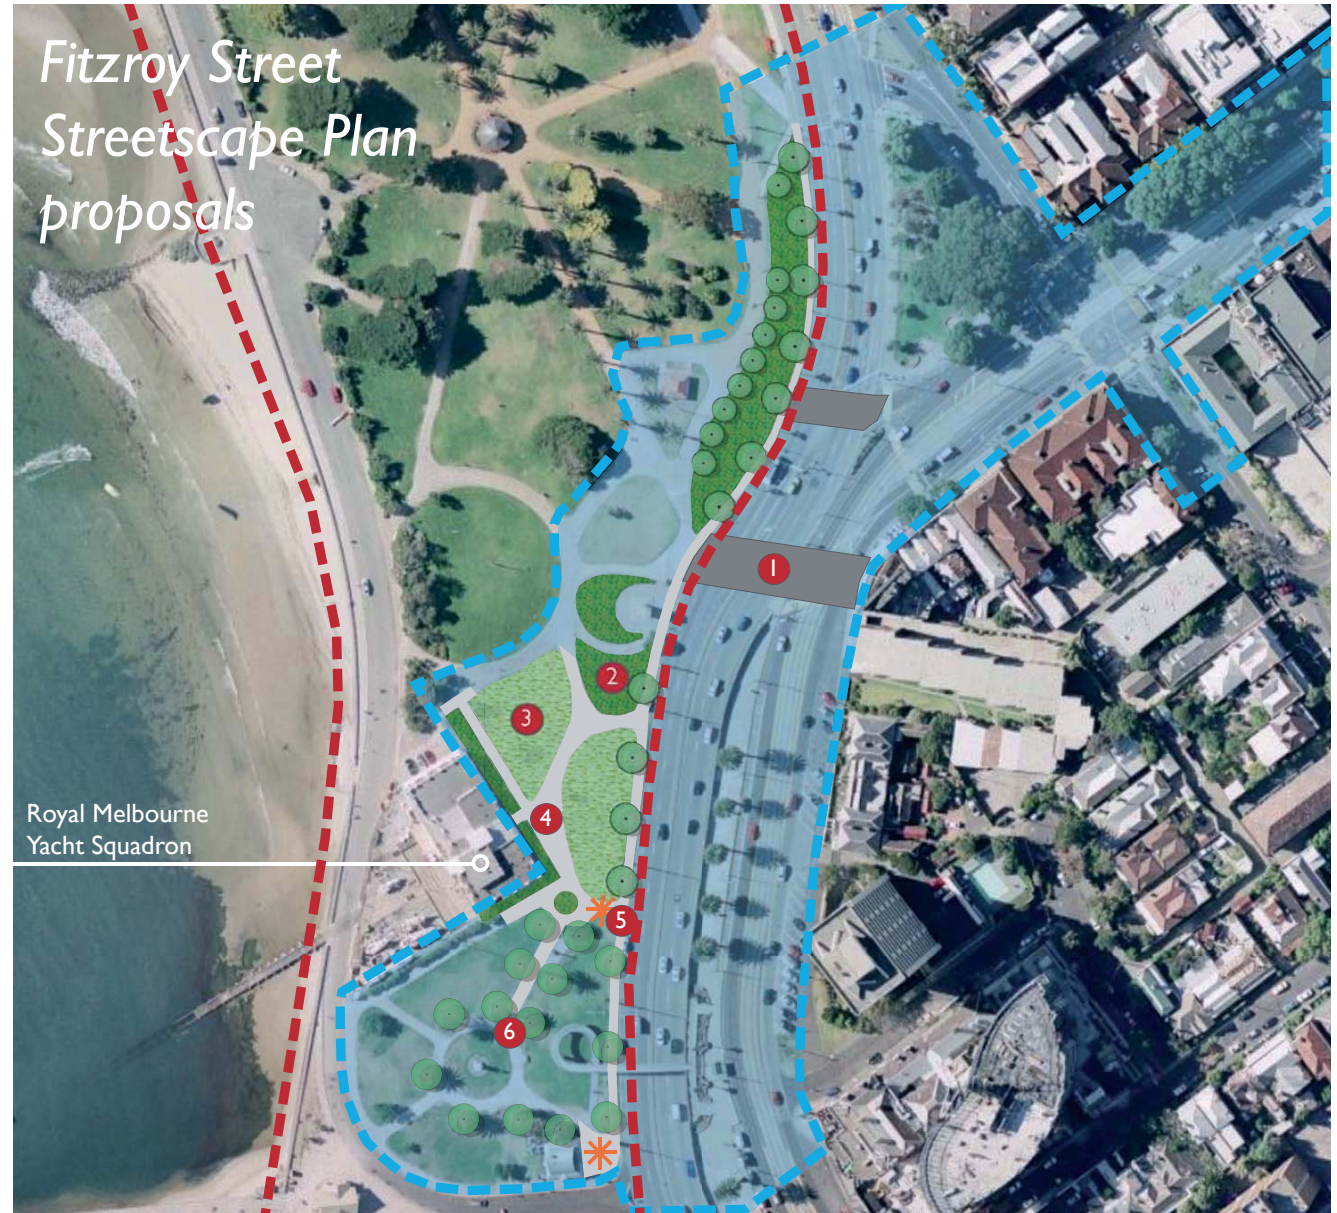 Fitzroy Street
Streetscape Plan
proposals
1
2
3
4
5
6
Royal Melbourne
Yacht Squadron